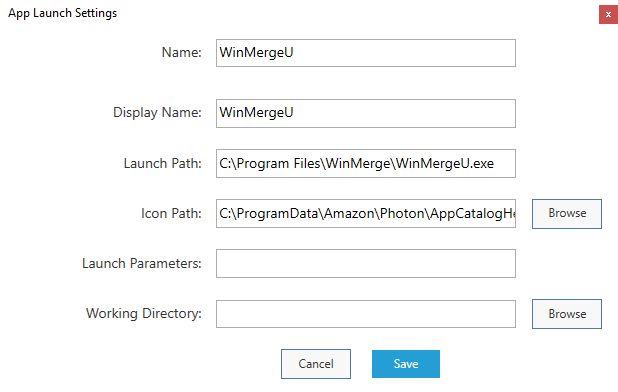 App Launch Settings x
Name: WinMergeU
Display Name: WinMergeU
Launch Path: C:\Program Files\WinMerge\WinMergeU.exe
Icon Path: C:\ProgramData\Amazon\Photon\AppCatalogHe Browse
Launch Parameters:
Working Directory: Browse
Cancel Save